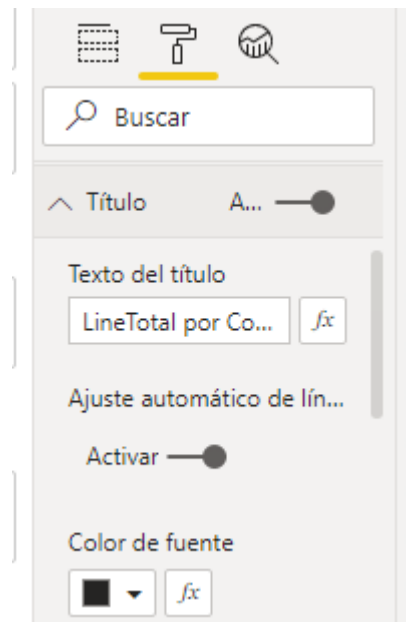 Buscar
Título A...
Texto del título
LineTotal por Co... fx
Ajuste automático de lín...
Activar
Color de fuente
fx